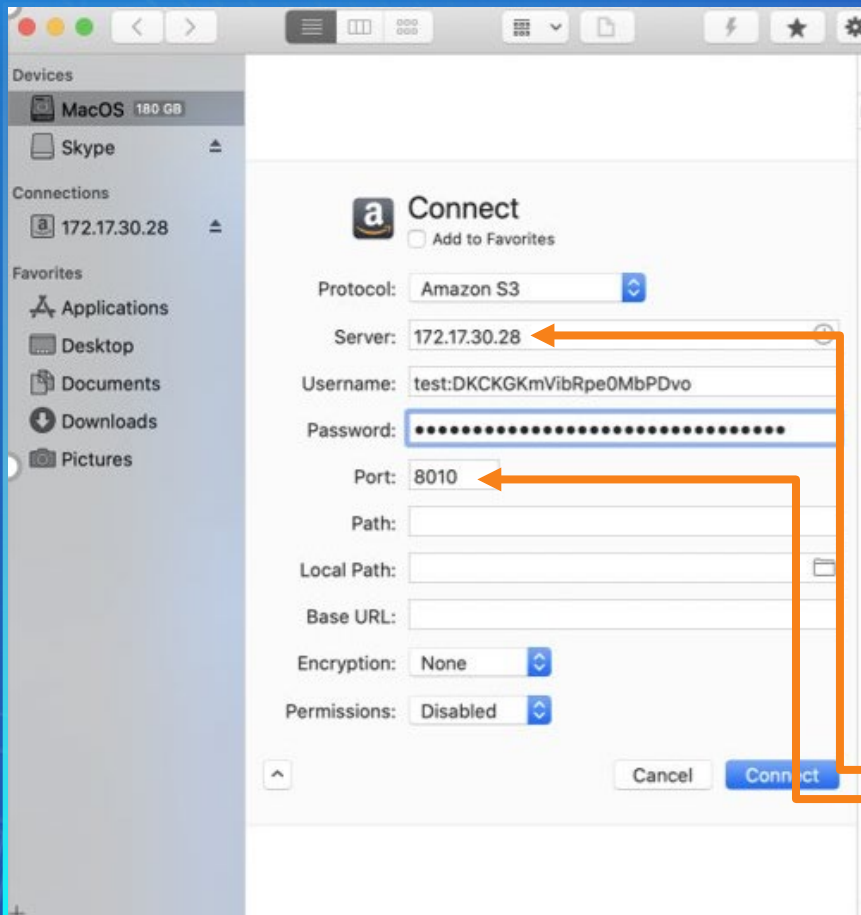 Devices
MacOS 180 GB
Skype
Connections
172.17.30.28
Favorites
Applications
Desktop
Documents
Downloads
Pictures
Connect
Add to Favorites
Protocol: Amazon S3
Server: 172.17.30.28
Username: test:DKCKGKmVibRpe0MbPDvo
Password: ••••••••••••••••••••••••••••••••
Port: 8010
Path:
Local Path:
Base URL:
Encryption: None
Permissions: Disabled
Cancel Connect